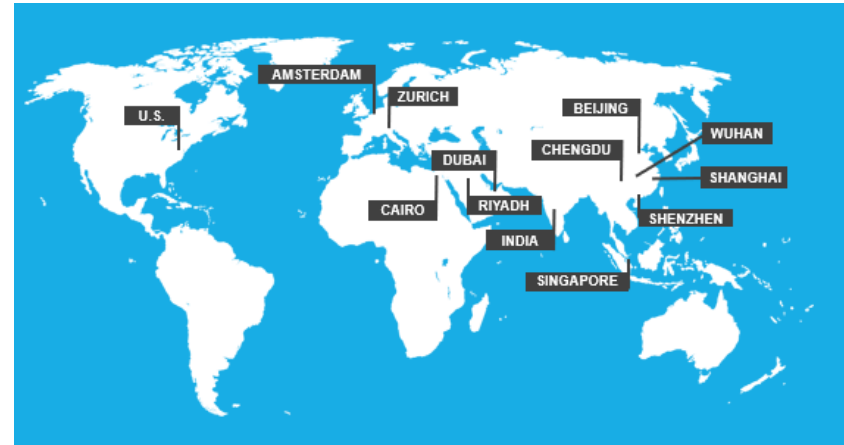 AMSTERDAM
ZURICH
U.S.
BEIJING
WUHAN
CHENGDU
DUBAI
SHANGHAI
CAIRO
RIYADH
SHENZHEN
INDIA
SINGAPORE